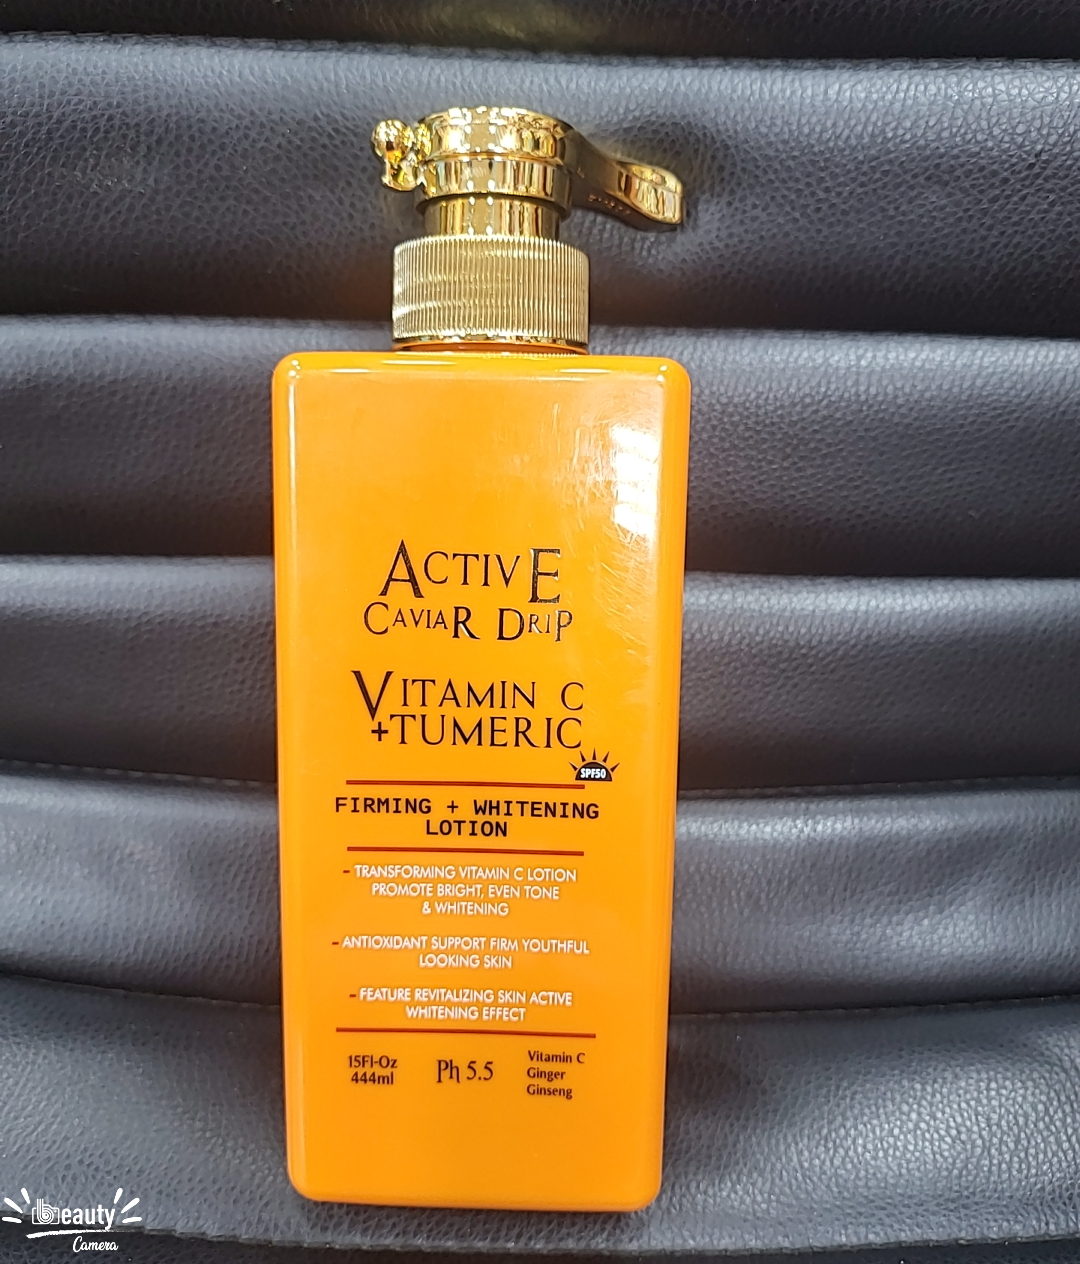 ACTIVE
CAVIAR DRIP
VITAMIN C
+TUMERIC
SPF50
FIRMING + WHITENING
LOTION
- TRANSFORMING VITAMIN C LOTION
PROMOTE BRIGHT, EVEN TONE
& WHITENING
- ANTIOXIDANT SUPPORT FIRM YOUTHFUL
LOOKING SKIN
- FEATURE REVITALIZING SKIN ACTIVE
WHITENING EFFECT
15Fl-Oz
444ml
Ph 5.5
Vitamin C
Ginger
Ginseng
beauty
Camera